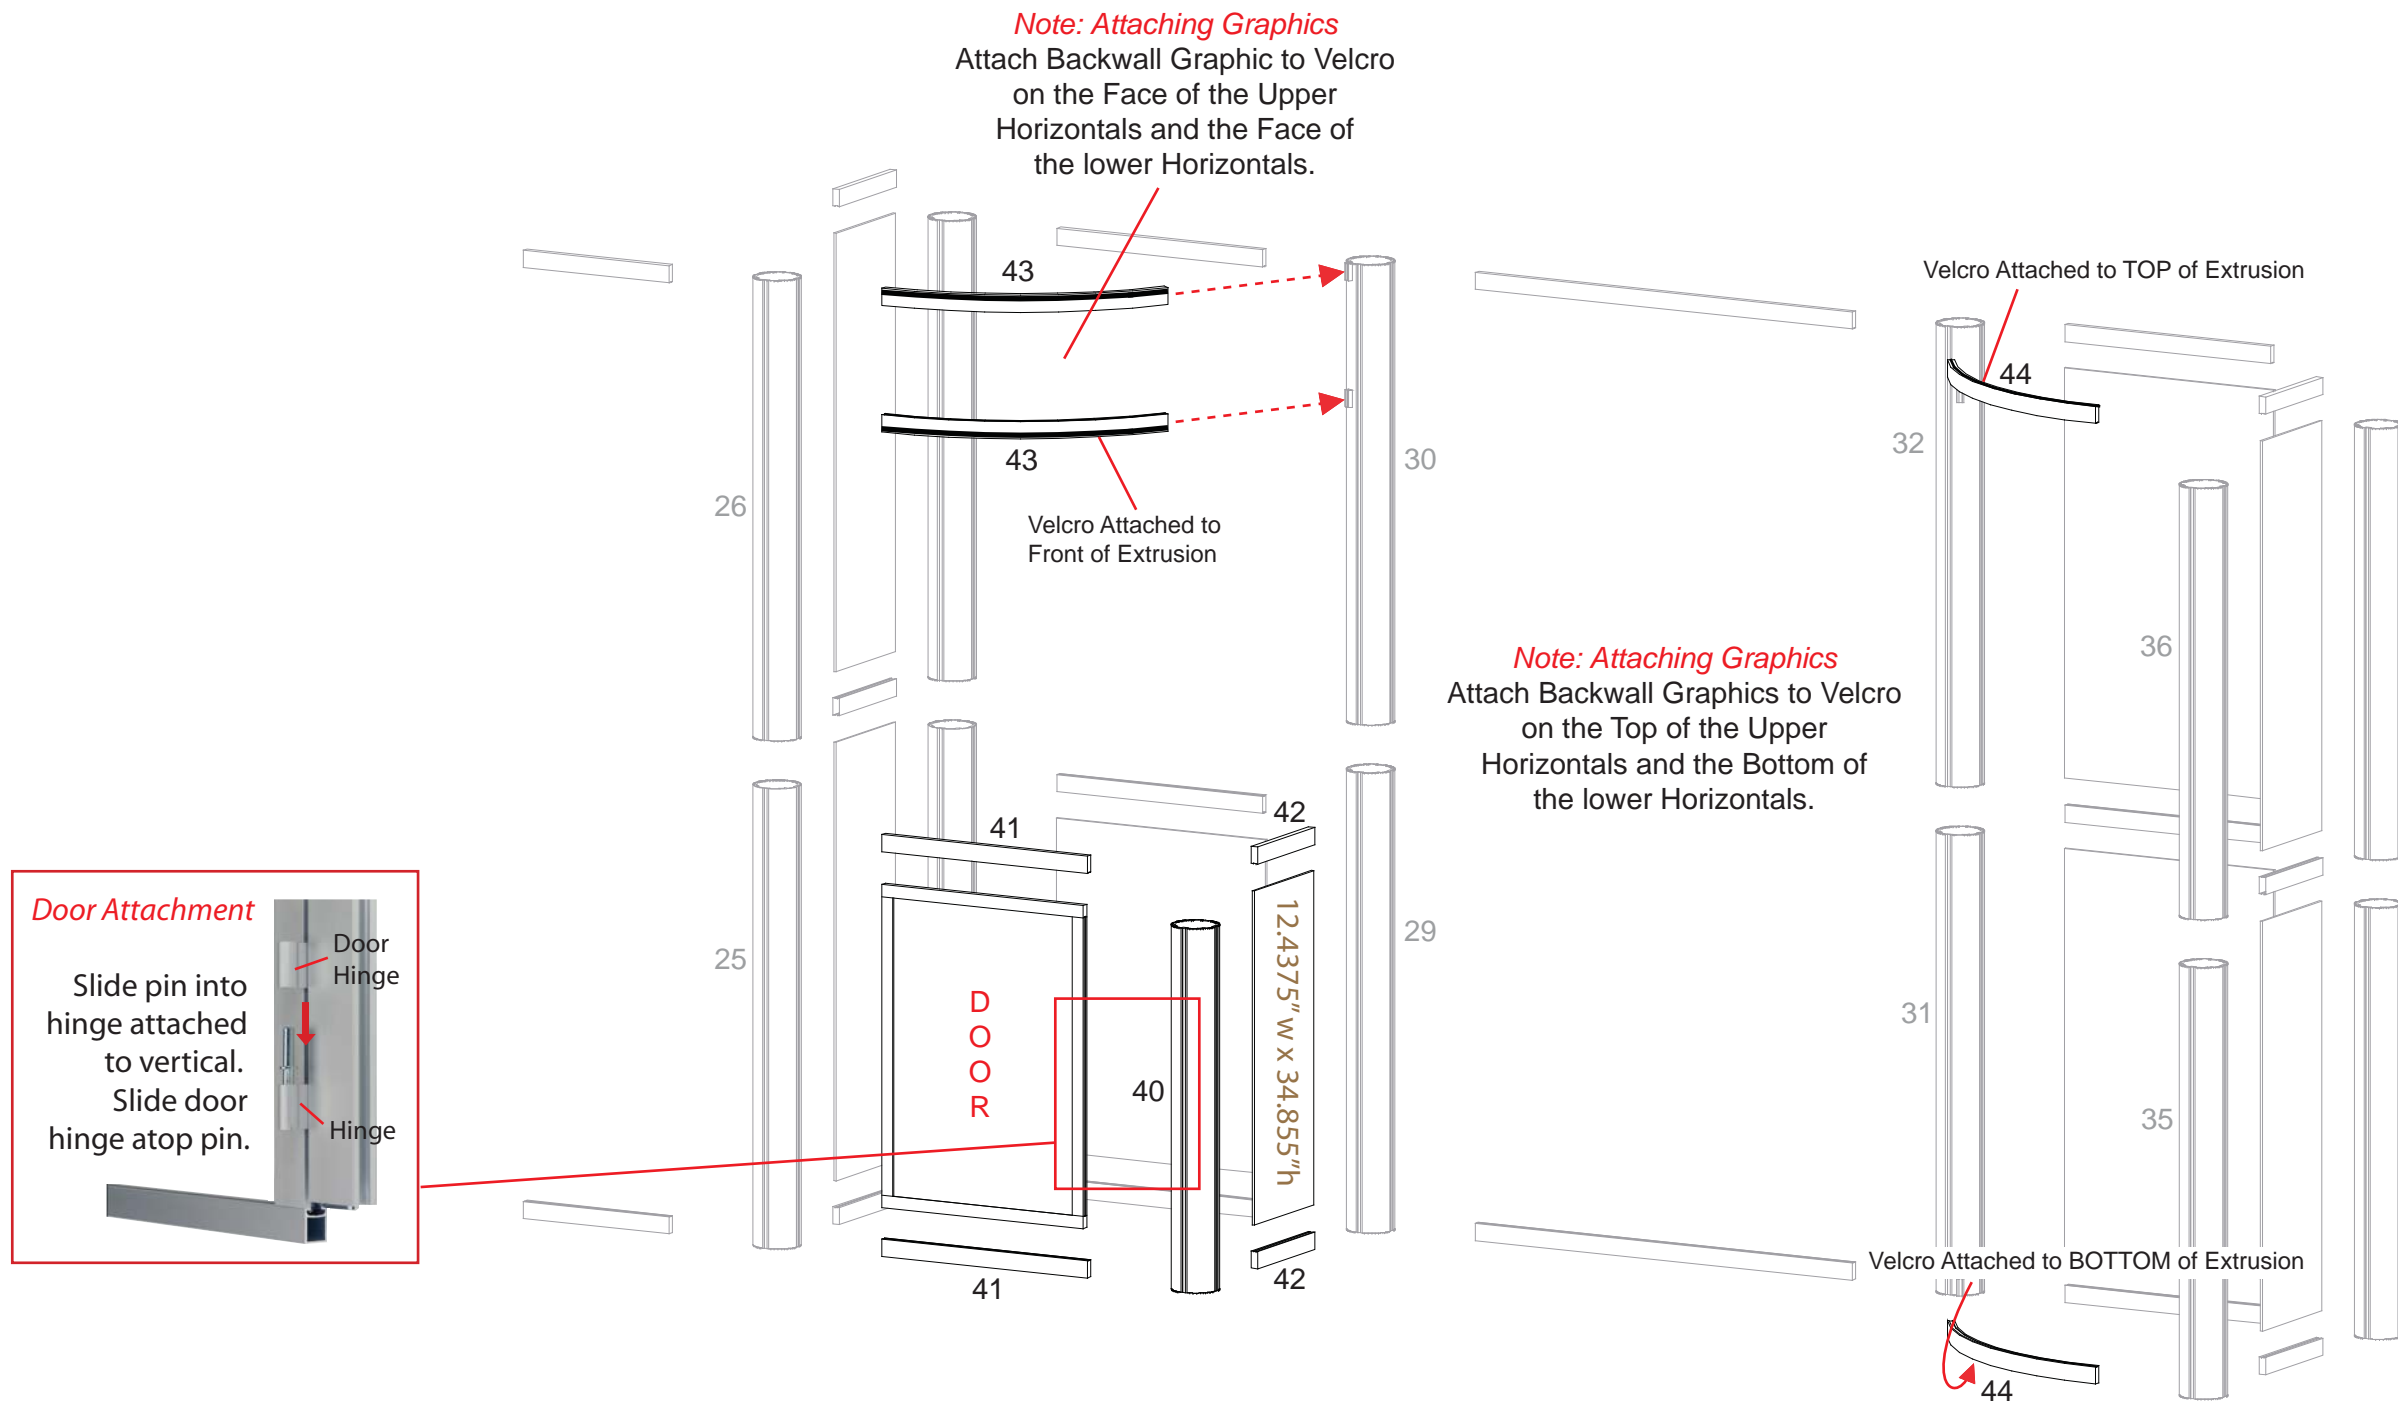 Note: Attaching Graphics
Attach Backwall Graphic to Velcro
on the Face of the Upper
Horizontals and the Face of
the lower Horizontals.
43
43
Velcro Attached to
Front of Extrusion
Velcro Attached to TOP of Extrusion
44
32
30
26
36
Note: Attaching Graphics
Attach Backwall Graphics to Velcro
on the Top of the Upper
Horizontals and the Bottom of
the lower Horizontals.
41
42
Door Attachment
Slide pin into
hinge attached
to vertical.
Slide door
hinge atop pin.
Door
Hinge
Hinge
25
D
O
O
R
40
12.4375” w x 34.855”h
29
31
35
41
42
Velcro Attached to BOTTOM of Extrusion
44